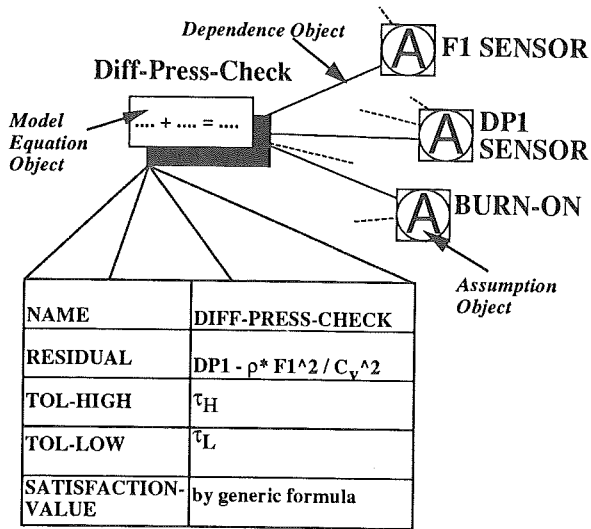 Dependence Object
A
F1 SENSOR
Diff-Press-Check
Model
Equation
Object
.... + .... = ....
A
DP1
SENSOR
A
BURN-ON
Assumption
Object
NAME DIFF-PRESS-CHECK
RESIDUAL DP1 - ρ* F1^2 / C_v^2
TOL-HIGH τH
TOL-LOW τL
SATISFACTION-
VALUE by generic formula